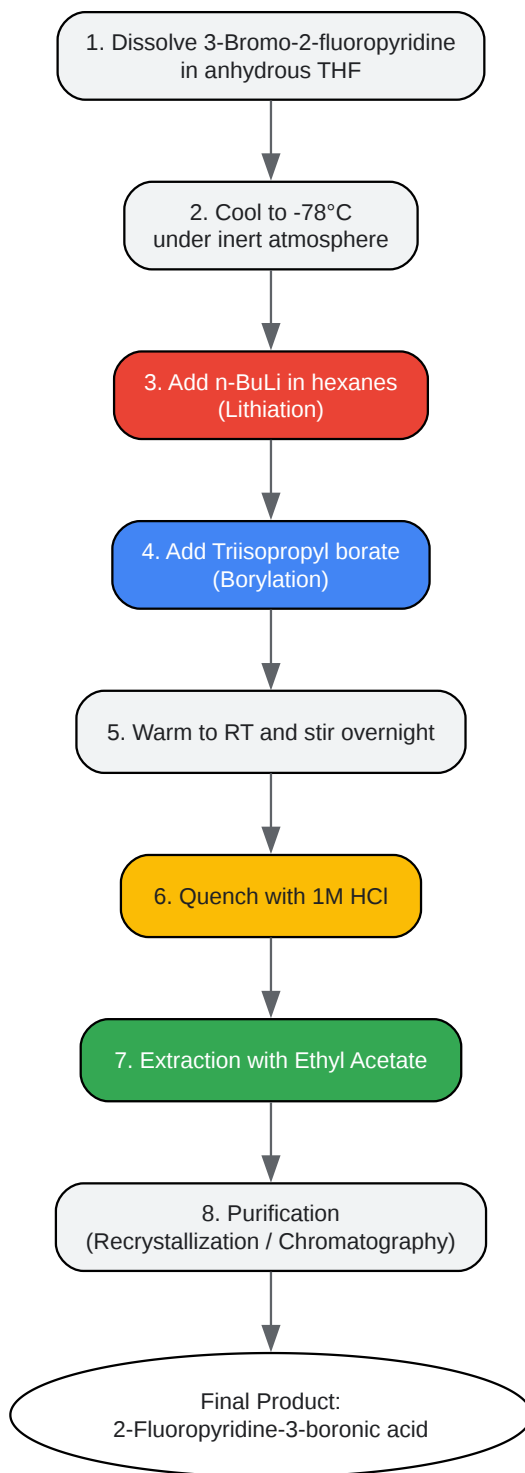 1. Dissolve 3-Bromo-2-fluoropyridine
in anhydrous THF
2. Cool to -78°C
under inert atmosphere
3. Add n-BuLi in hexanes
(Lithiation)
4. Add Triisopropyl borate
(Borylation)
5. Warm to RT and stir overnight
6. Quench with 1M HCl
7. Extraction with Ethyl Acetate
8. Purification
(Recrystallization / Chromatography)
Final Product:
2-Fluoropyridine-3-boronic acid